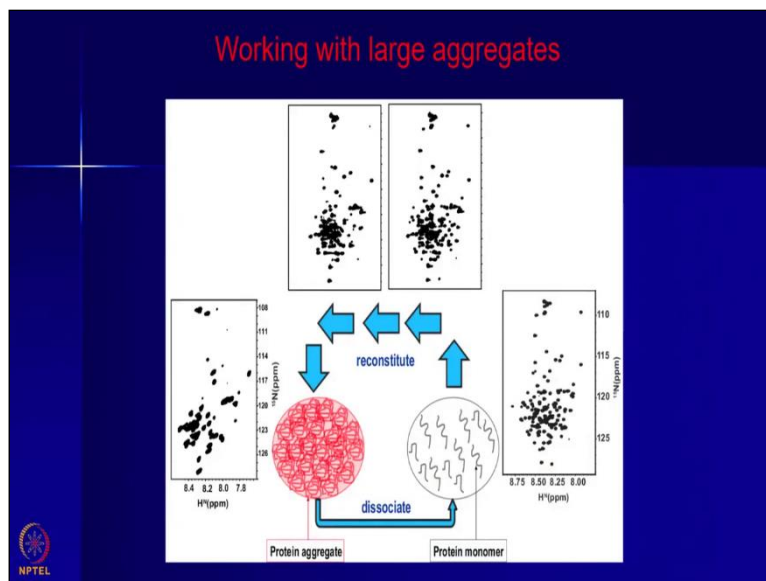 Working with large aggregates
108
111
114
116
120
123
126
¹⁵N(ppm)
8.4 8.2 8.0 7.8
Hᴺ(ppm)
reconstitute
dissociate
Protein aggregate
Protein monomer
110
115
120
125
¹⁵N(ppm)
8.75 8.50 8.25 8.00
Hᴺ(ppm)
NPTEL